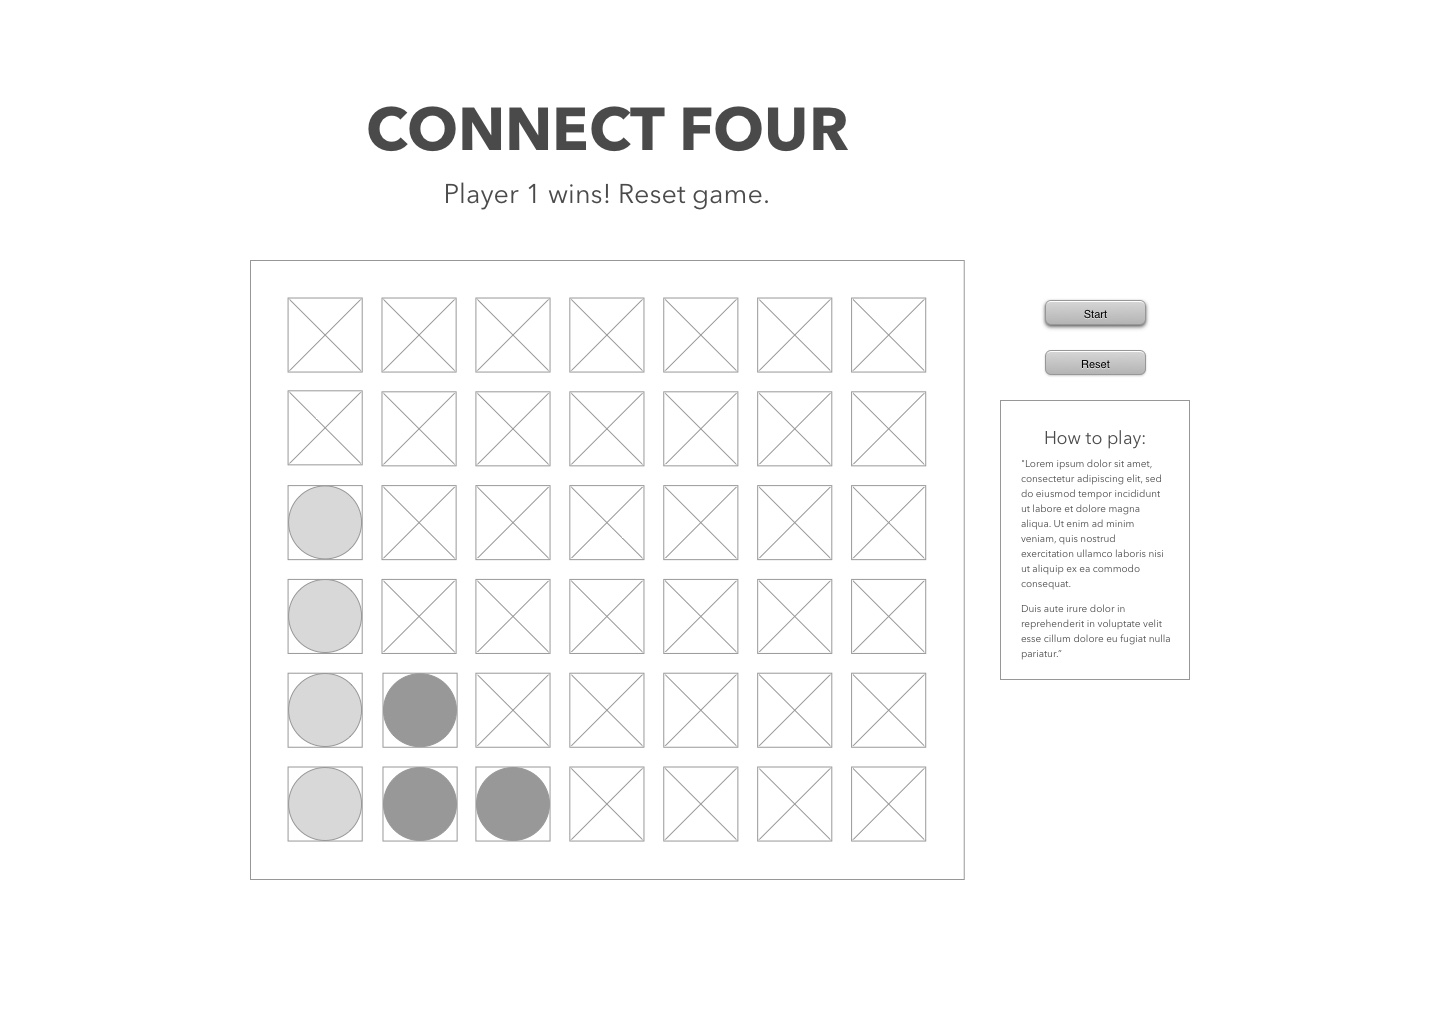 CONNECT FOUR
Player 1 wins! Reset game.
Start
Reset
How to play:
"Lorem ipsum dolor sit amet,
consectetur adipiscing elit, sed
do eiusmod tempor incididunt
ut labore et dolore magna
aliqua. Ut enim ad minim
veniam, quis nostrud
exercitation ullamco laboris nisi
ut aliquip ex ea commodo
consequat.
Duis aute irure dolor in
reprehenderit in voluptate velit
esse cillum dolore eu fugiat nulla
pariatur."